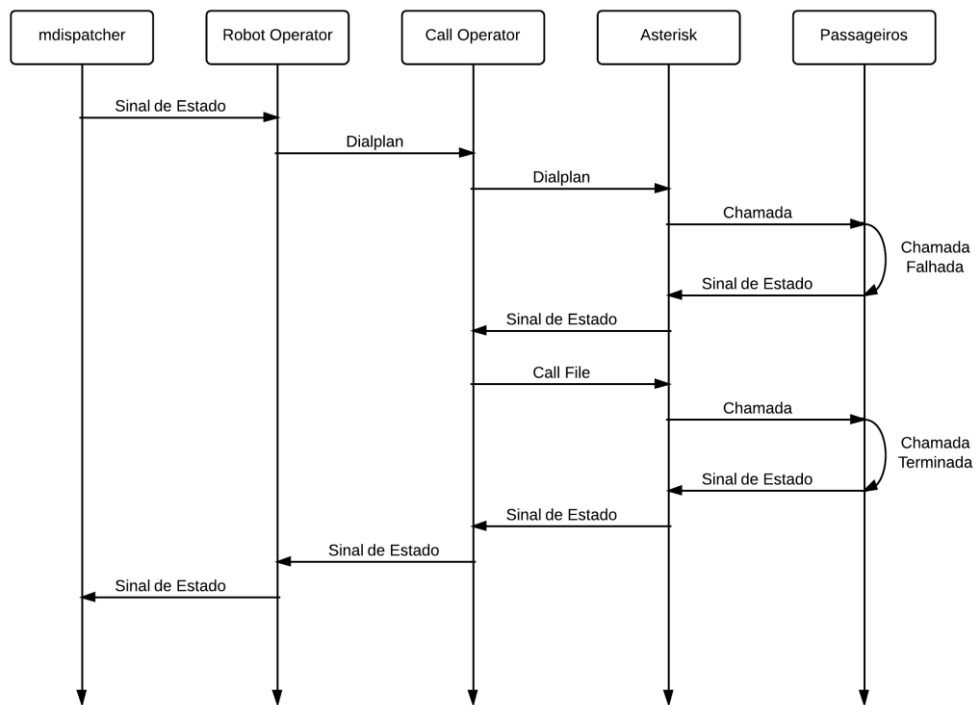 mdispatcher
Robot Operator
Call Operator
Asterisk
Passageiros
Sinal de Estado
Dialplan
Dialplan
Chamada
Chamada
Falhada
Sinal de Estado
Sinal de Estado
Call File
Chamada
Chamada
Terminada
Sinal de Estado
Sinal de Estado
Sinal de Estado
Sinal de Estado